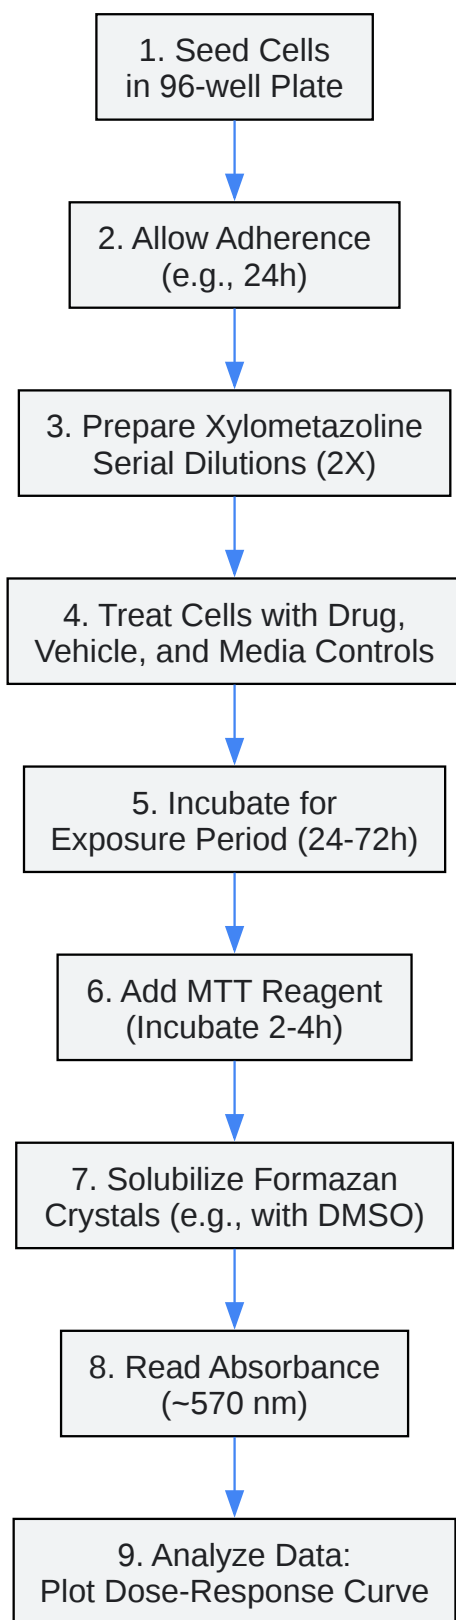 1. Seed Cells
in 96-well Plate
2. Allow Adherence
(e.g., 24h)
3. Prepare Xylometazoline
Serial Dilutions (2X)
4. Treat Cells with Drug,
Vehicle, and Media Controls
5. Incubate for
Exposure Period (24-72h)
6. Add MTT Reagent
(Incubate 2-4h)
7. Solubilize Formazan
Crystals (e.g., with DMSO)
8. Read Absorbance
(~570 nm)
9. Analyze Data:
Plot Dose-Response Curve